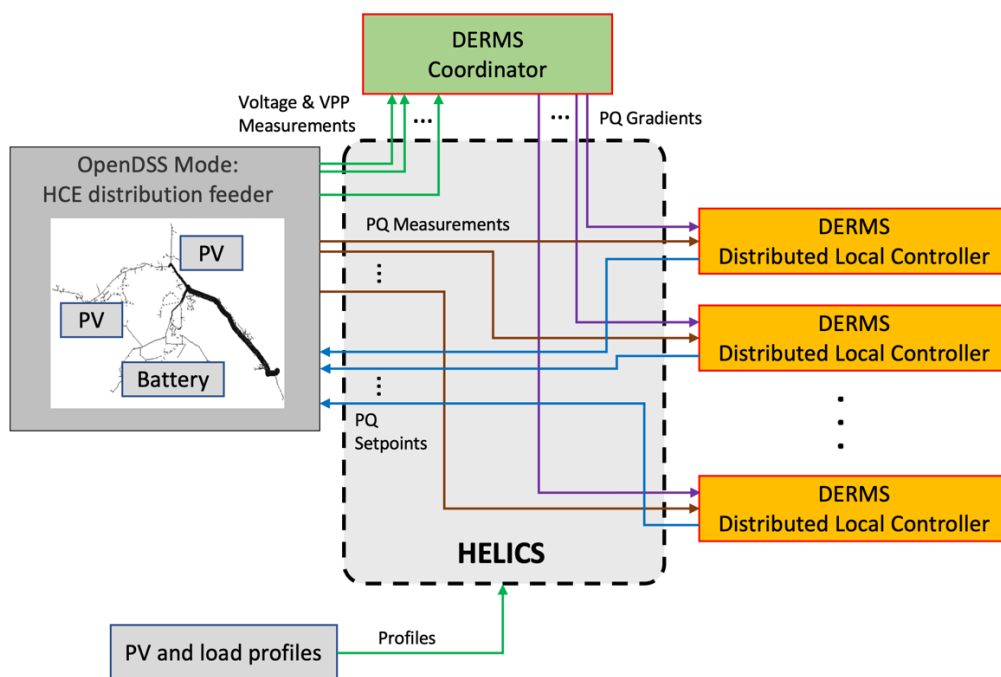 DERMS
Coordinator
Voltage & VPP
Measurements
...
...
PQ Gradients
OpenDSS Mode:
HCE distribution feeder
PV
PV
Battery
PQ Measurements
...
...
PQ
Setpoints
DERMS
Distributed Local Controller
DERMS
Distributed Local Controller
...
DERMS
Distributed Local Controller
HELICS
Profiles
PV and load profiles